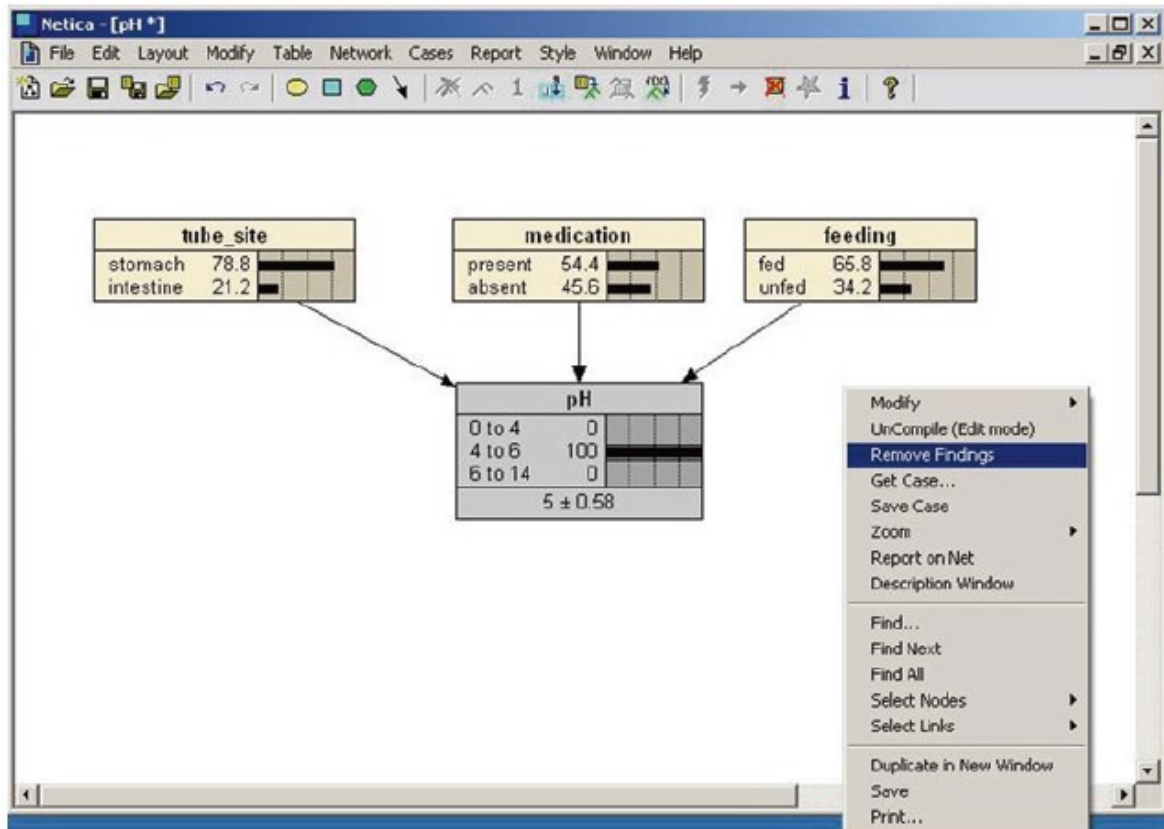 Netica - [pH *]
File Edit Layout Modify Table Network Cases Report Style Window Help
1 i ?
tube_site
stomach 78.8
intestine 21.2
medication
present 54.4
absent 45.6
feeding
fed 65.8
unfed 34.2
pH
0 to 4 0
4 to 6 100
6 to 14 0
5 ± 0.58
Modify
UnCompile (Edit mode)
Remove Findings
Get Case...
Save Case
Zoom
Report on Net
Description Window
Find...
Find Next
Find All
Select Nodes
Select Links
Duplicate in New Window
Save
Print...